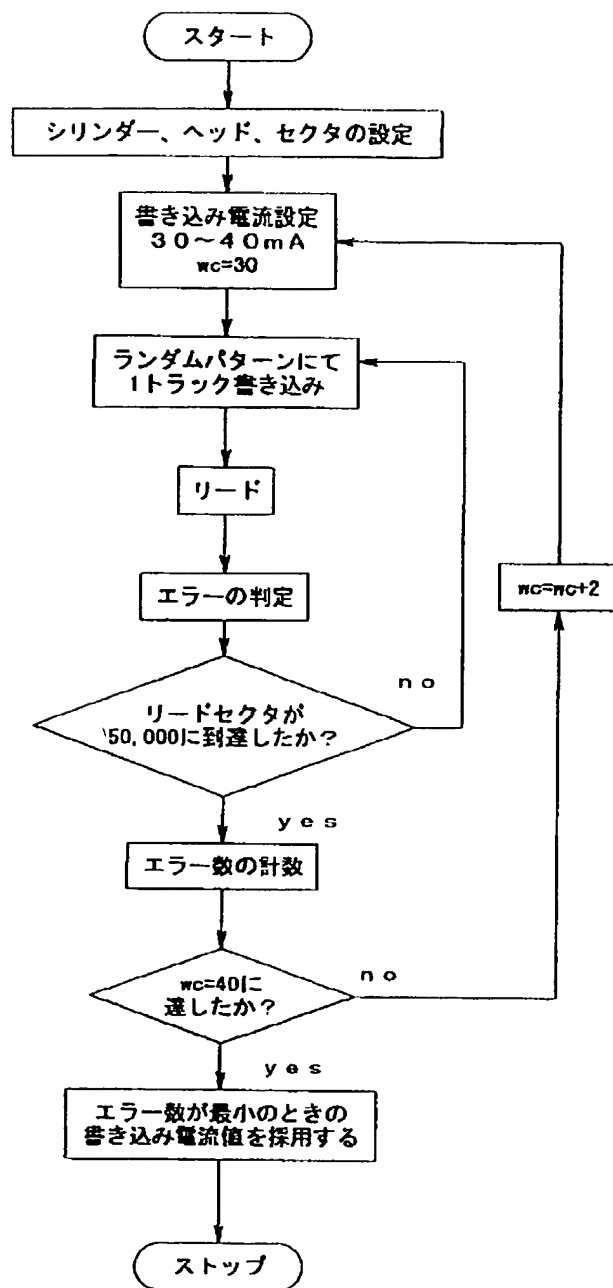 スタート
シリンダー、ヘッド、セクタの設定
書き込み電流設定
30~40mA
wc=30
ランダムパターンにて
1トラック書き込み
リード
エラーの判定
wc=wc+2
no
リードセクタが
50,000に到達したか?
yes
エラー数の計数
no
wc=40に
達したか?
yes
エラー数が最小のときの
書き込み電流値を採用する
ストップ